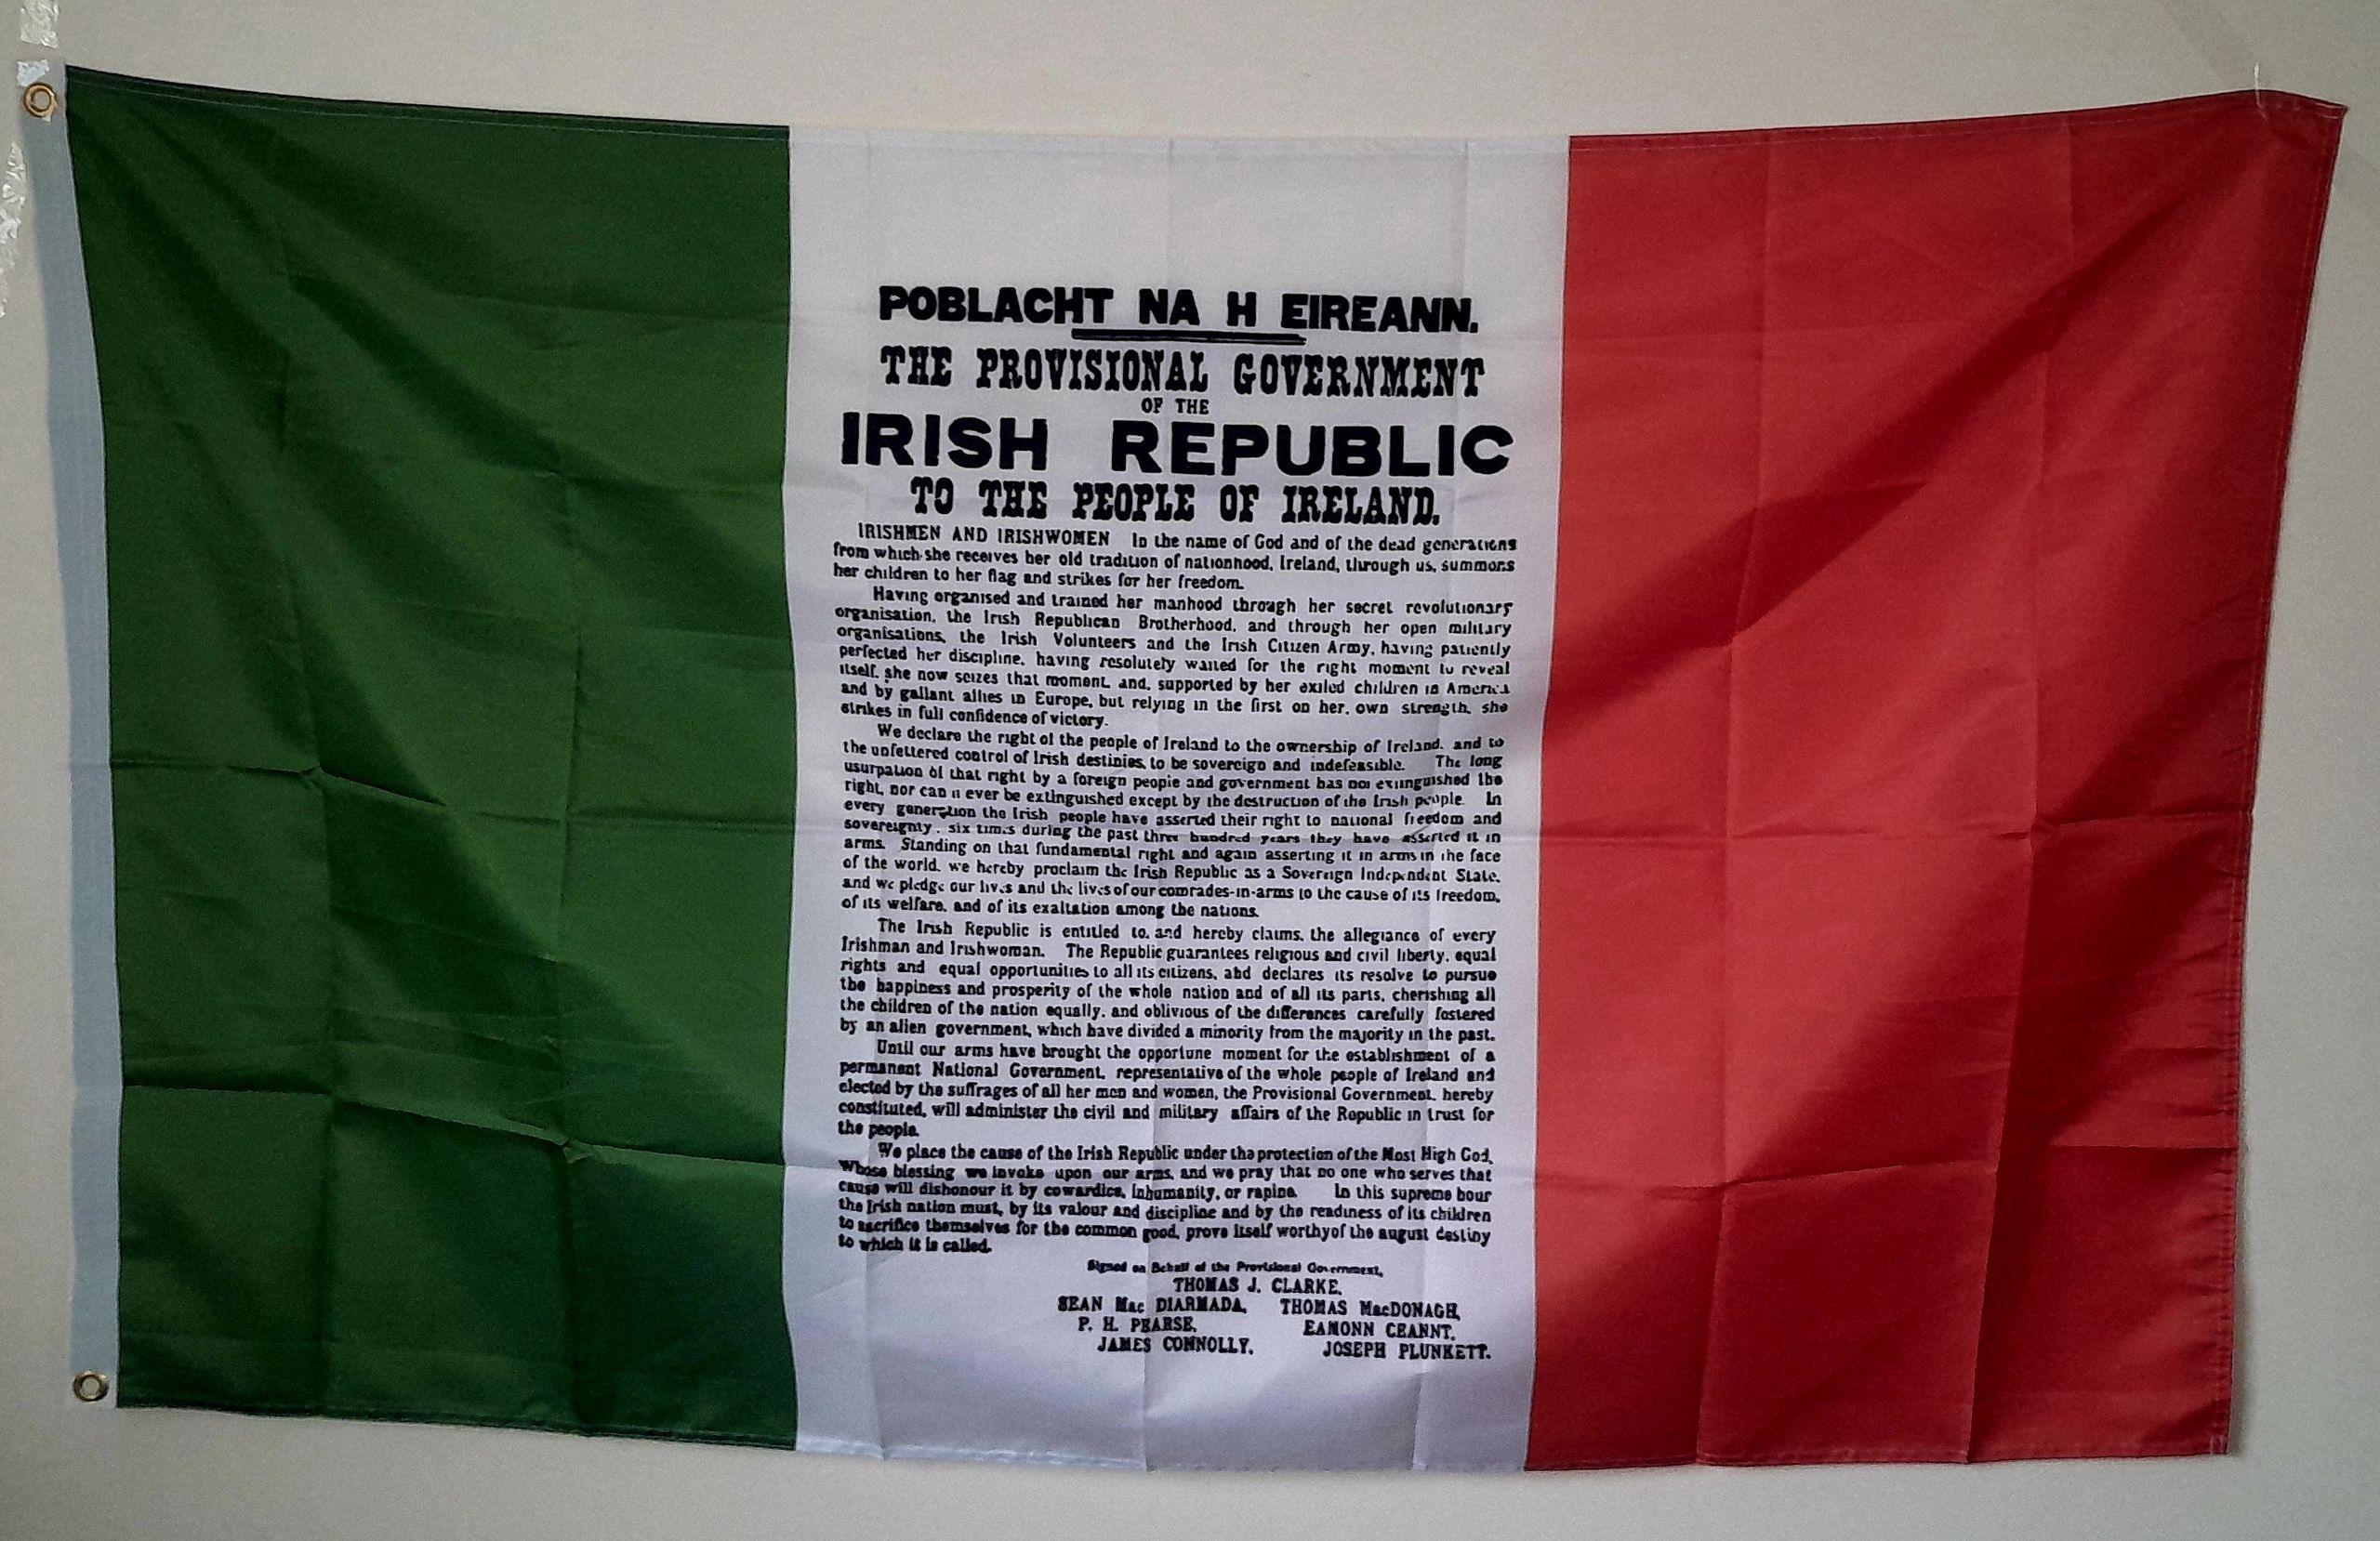 POBLACHT NA H EIREANN.
THE PROVISIONAL GOVERNMENT
OF THE
IRISH REPUBLIC
TO THE PEOPLE OF IRELAND.
IRISHMEN AND IRISHWOMEN In the name of God and of the dead generations
from which she receives her old tradition of nationhood, Ireland, through us, summons
her children to her flag and strikes for her freedom.
Having organised and trained her manhood through her secret revolutionary
organisation, the Irish Republican Brotherhood, and through her open military
organisations, the Irish Volunteers and the Irish Citizen Army, having patiently
perfected her discipline, having resolutely waited for the right moment to reveal
itself, she now seizes that moment, and, supported by her exiled children in America
and by gallant allies in Europe, but relying in the first on her own strength, she
strikes in full confidence of victory.
We declare the right of the people of Ireland to the ownership of Ireland, and to
the unfettered control of Irish destinies, to be sovereign and indefeasible. The long
usurpation of that right by a foreign people and government has not extinguished the
right, nor can it ever be extinguished except by the destruction of the Irish people. In
every generation the Irish people have asserted their right to national freedom and
sovereignty; six times during the past three hundred years they have asserted it in
arms. Standing on that fundamental right and again asserting it in arms in the face
of the world, we hereby proclaim the Irish Republic as a Sovereign Independent State,
and we pledge our lives and the lives of our comrades-in-arms to the cause of its freedom,
of its welfare, and of its exaltation among the nations.
The Irish Republic is entitled to, and hereby claims, the allegiance of every
Irishman and Irishwoman. The Republic guarantees religious and civil liberty, equal
rights and equal opportunities to all its citizens, and declares its resolve to pursue
the happiness and prosperity of the whole nation and of all its parts, cherishing all
the children of the nation equally, and oblivious of the differences carefully fostered
by an alien government, which have divided a minority from the majority in the past.
Until our arms have brought the opportune moment for the establishment of a
permanent National Government, representative of the whole people of Ireland and
elected by the suffrages of all her men and women, the Provisional Government, hereby
constituted, will administer the civil and military affairs of the Republic in trust for
the people.
We place the cause of the Irish Republic under the protection of the Most High God,
Whose blessing we invoke upon our arms, and we pray that no one who serves that
cause will dishonour it by cowardice, inhumanity, or rapine. In this supreme hour
the Irish nation must, by its valour and discipline and by the readiness of its children
to sacrifice themselves for the common good, prove itself worthy of the august destiny
to which it is called.
Signed on Behalf of the Provisional Government,
THOMAS J. CLARKE,
SEAN Mac DIARMADA, THOMAS MacDONAGH,
P. H. PEARSE, EAMONN CEANNT,
JAMES CONNOLLY. JOSEPH PLUNKETT.